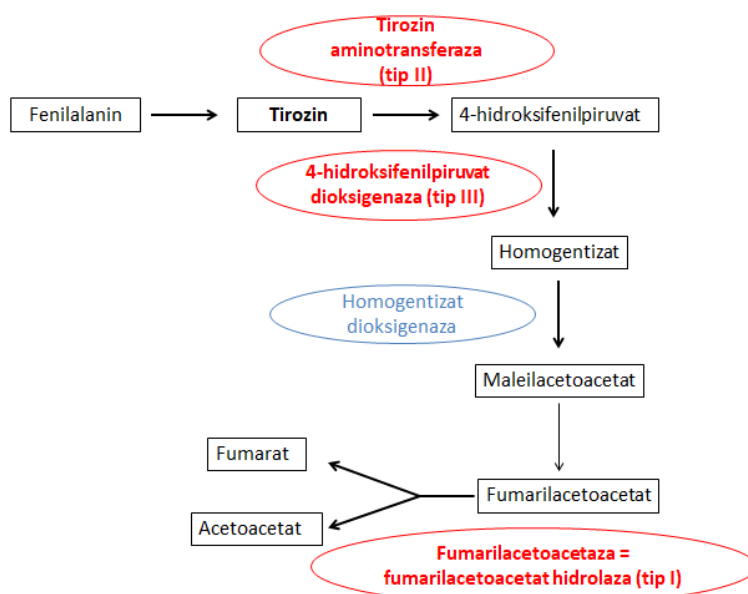 Tirozin
aminotransferaza
(tip II)
Fenilalanin
Tirozin
4-hidroksifenilpiruvat
4-hidroksifenilpiruvat
dioksigenaza (tip III)
Homogentizat
Homogentizat
dioksigenaza
Maleilacetoacetat
Fumarat
Fumarilacetoacetat
Acetoacetat
Fumarilacetoacetaza =
fumarilacetoacetat hidrolaza (tip I)